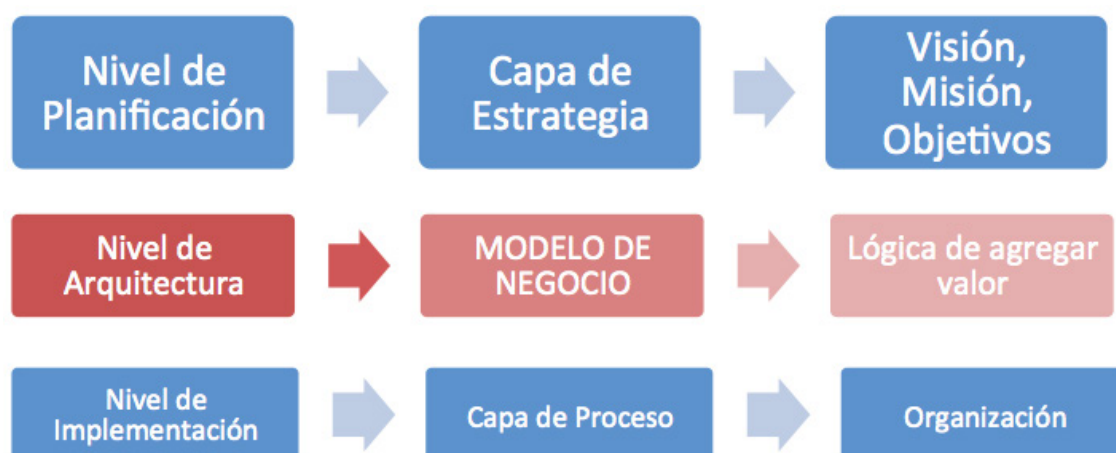 Nivel de
Planificación
Capa de
Estrategia
Visión,
Misión,
Objetivos
Nivel de
Arquitectura
MODELO DE
NEGOCIO
Lógica de agregar
valor
Nivel de
Implementación
Capa de Proceso
Organización